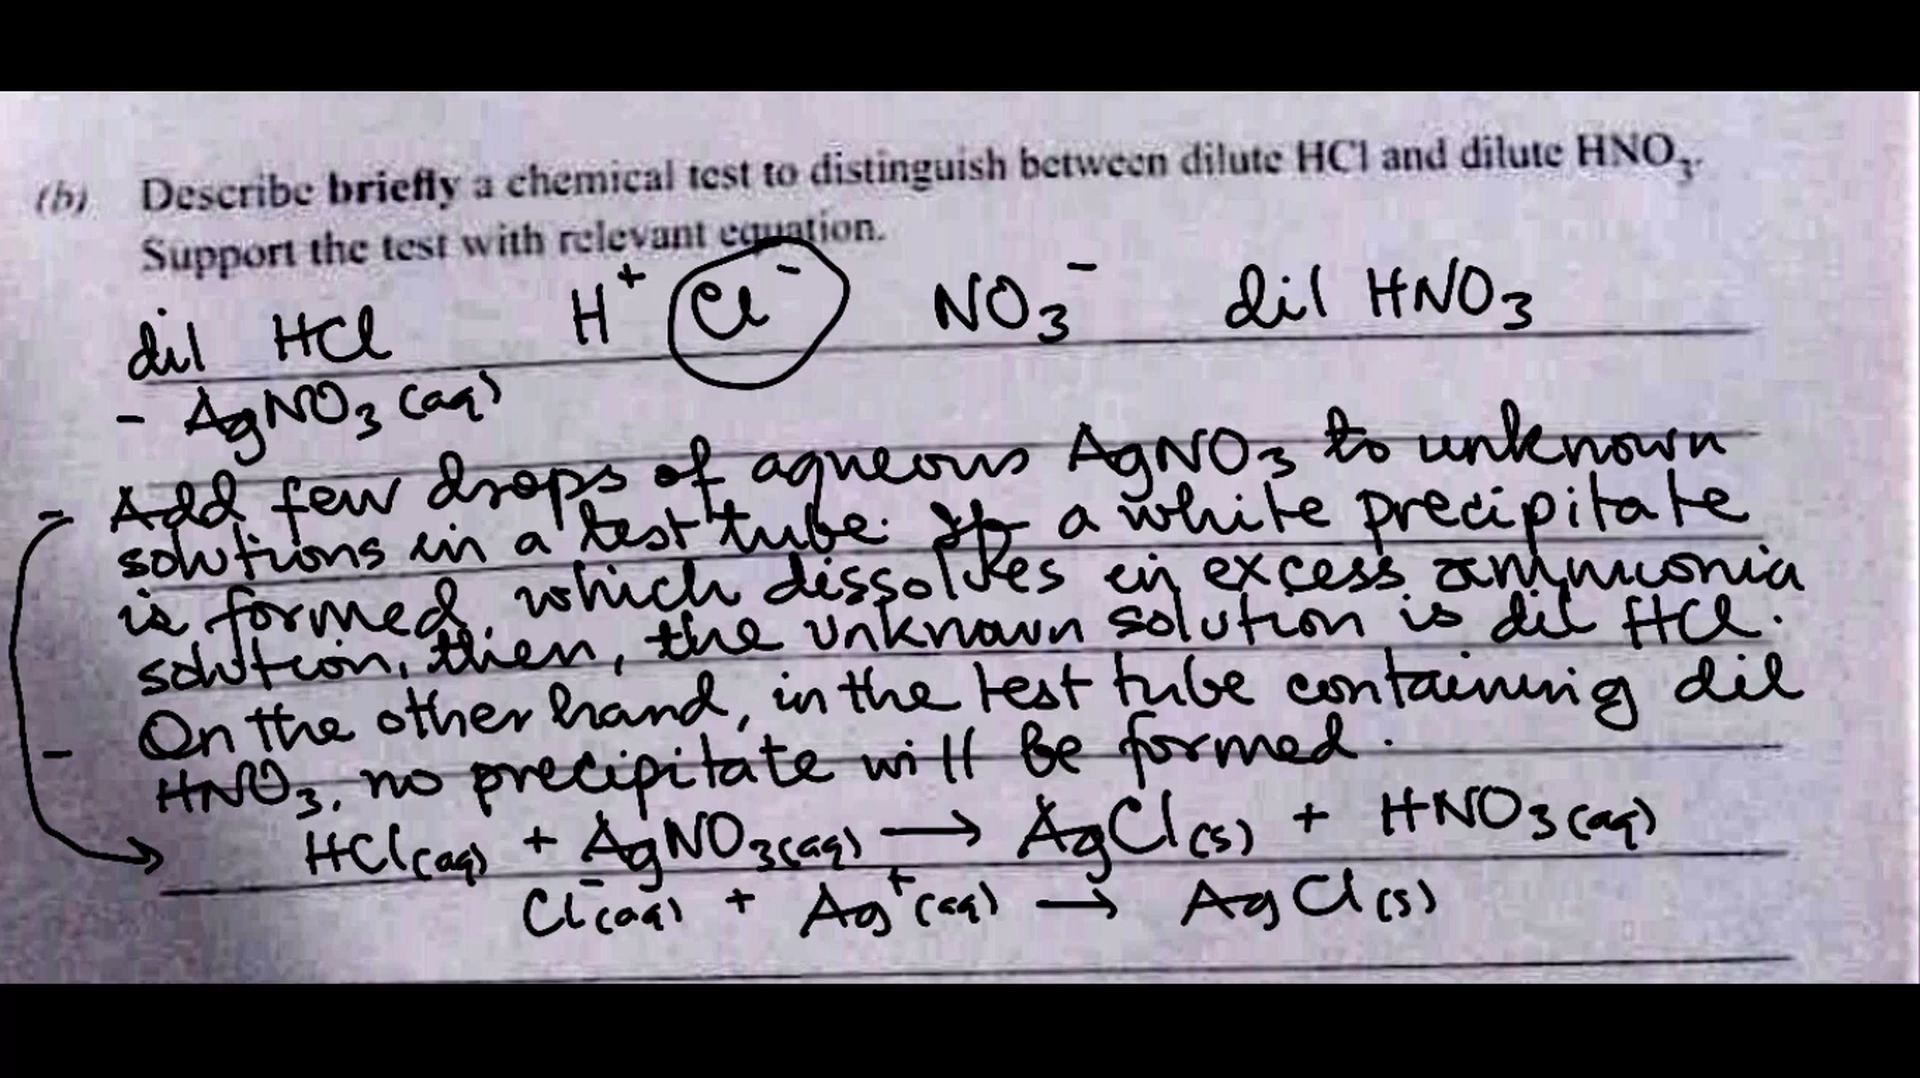 (b) Describe briefly a chemical test to distinguish between dilute HCl and dilute HNO₃.
Support the test with relevant equation.
dil HCl H⁺ Cl⁻ NO₃⁻ dil HNO₃
- AgNO₃ (aq)
- Add few drops of aqueous AgNO₃ to unknown
solutions in a test tube. If a white precipitate
is formed, which dissolves in excess ammonia
solution, then, the unknown solution is dil HCl.
- On the other hand, in the test tube containing dil
HNO₃, no precipitate will be formed.
HCl(aq) + AgNO₃(aq) → AgCl(s) + HNO₃(aq)
Cl⁻(aq) + Ag⁺(aq) → AgCl(s)